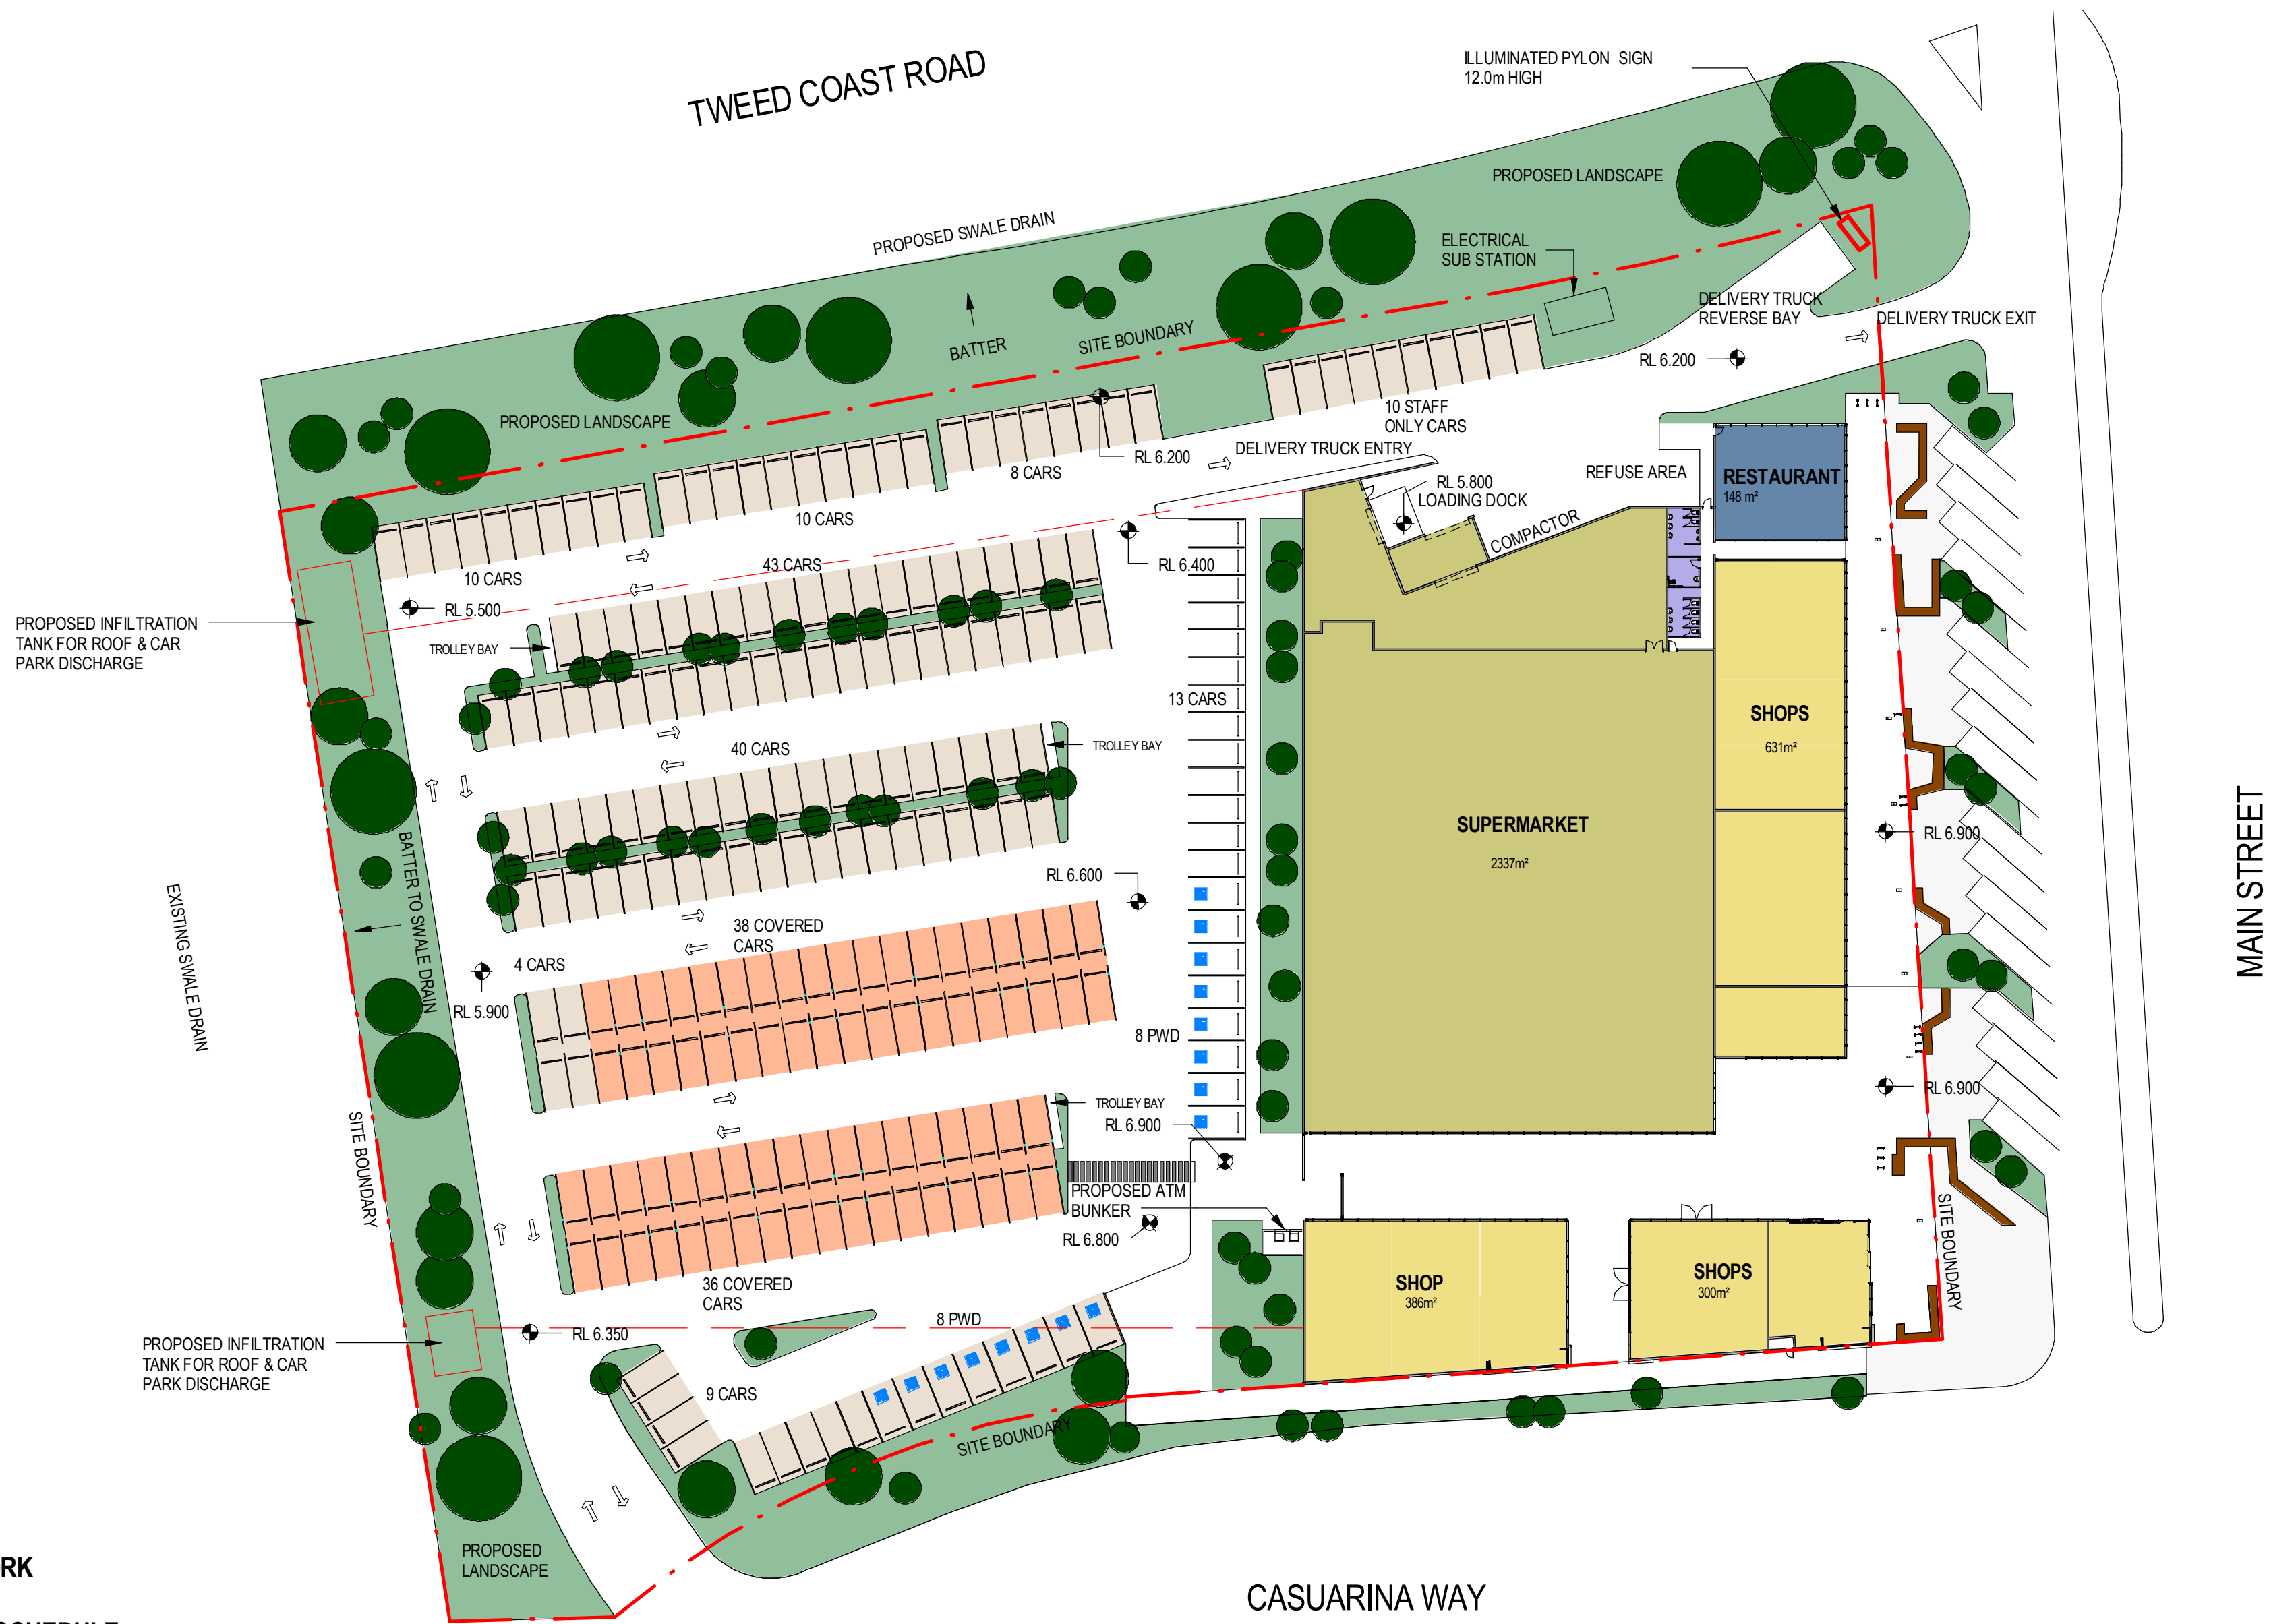 TWEED COAST ROAD
ILLUMINATED PYLON SIGN
12.0m HIGH
PROPOSED LANDSCAPE
PROPOSED SWALE DRAIN
ELECTRICAL
SUB STATION
DELIVERY TRUCK
REVERSE BAY
DELIVERY TRUCK EXIT
BATTER
SITE BOUNDARY
RL 6.200
PROPOSED LANDSCAPE
10 STAFF
ONLY CARS
DELIVERY TRUCK ENTRY
RL 6.200
8 CARS
REFUSE AREA
RESTAURANT
148 m²
RL 5.800
LOADING DOCK
COMPACTOR
10 CARS
10 CARS
43 CARS
RL 6.400
RL 5.500
PROPOSED INFILTRATION
TANK FOR ROOF & CAR
PARK DISCHARGE
TROLLEY BAY
13 CARS
SHOPS
631m²
40 CARS
TROLLEY BAY
SUPERMARKET
2337m²
RL 6.900
MAIN STREET
BATTER TO SWALE DRAIN
EXISTING SWALE DRAIN
RL 6.600
38 COVERED
CARS
4 CARS
RL 5.900
8 PWD
RL 6.900
TROLLEY BAY
RL 6.900
SITE BOUNDARY
PROPOSED ATM
BUNKER
RL 6.800
SITE BOUNDARY
36 COVERED
CARS
SHOP
386m²
SHOPS
300m²
8 PWD
RL 6.350
PROPOSED INFILTRATION
TANK FOR ROOF & CAR
PARK DISCHARGE
9 CARS
SITE BOUNDARY
PROPOSED
LANDSCAPE
RK
CASUARINA WAY